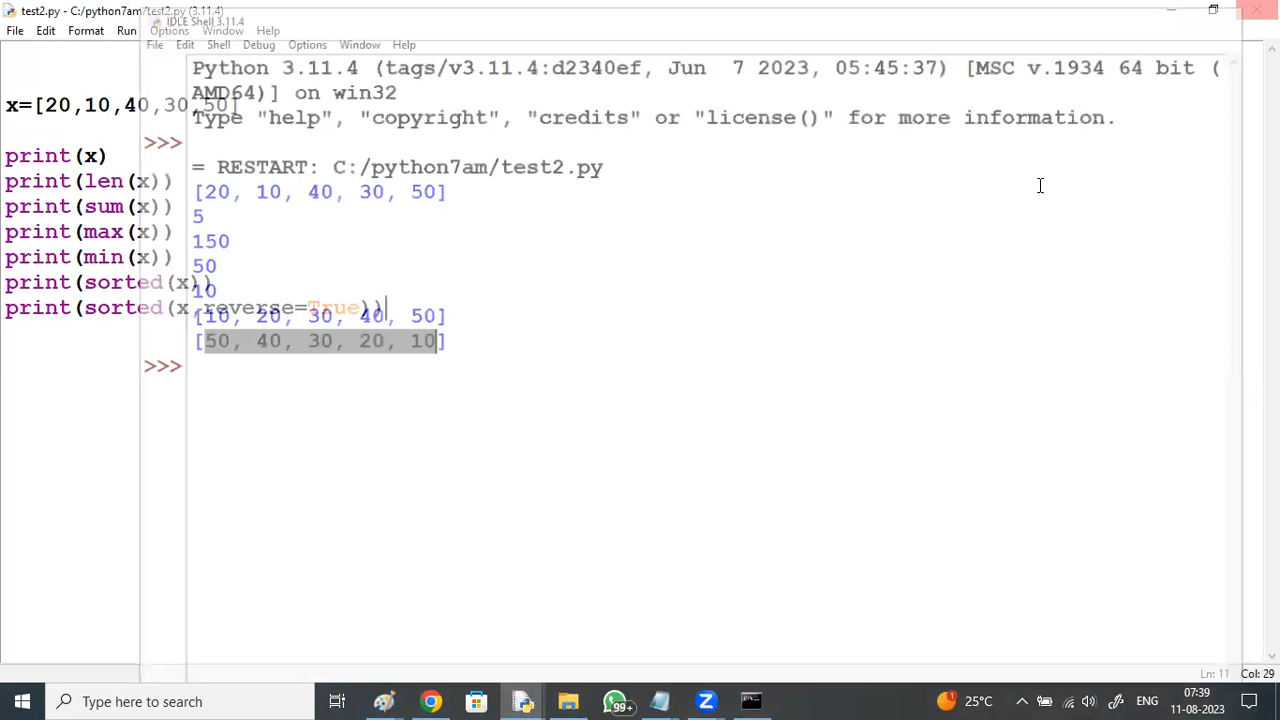 test2.py - C:/python7am/test2.py (3.11.4)
File Edit Format Run Options Window Help
IDLE Shell 3.11.4
File Edit Shell Debug Options Window Help
x=[20,10,40,30,50]
print(x)
print(len(x))
print(sum(x))
print(max(x))
print(min(x))
print(sorted(x))
print(sorted(x,reverse=True))
Python 3.11.4 (tags/v3.11.4:d2340ef, Jun  7 2023, 05:45:37) [MSC v.1934 64 bit (
AMD64)] on win32
Type "help", "copyright", "credits" or "license()" for more information.
>>>
= RESTART: C:/python7am/test2.py
[20, 10, 40, 30, 50]
5
150
50
10
[10, 20, 30, 40, 50]
[50, 40, 30, 20, 10]
>>>
Ln: 11 Col: 29
Type here to search
99+
25°C
ENG
07:39
11-08-2023